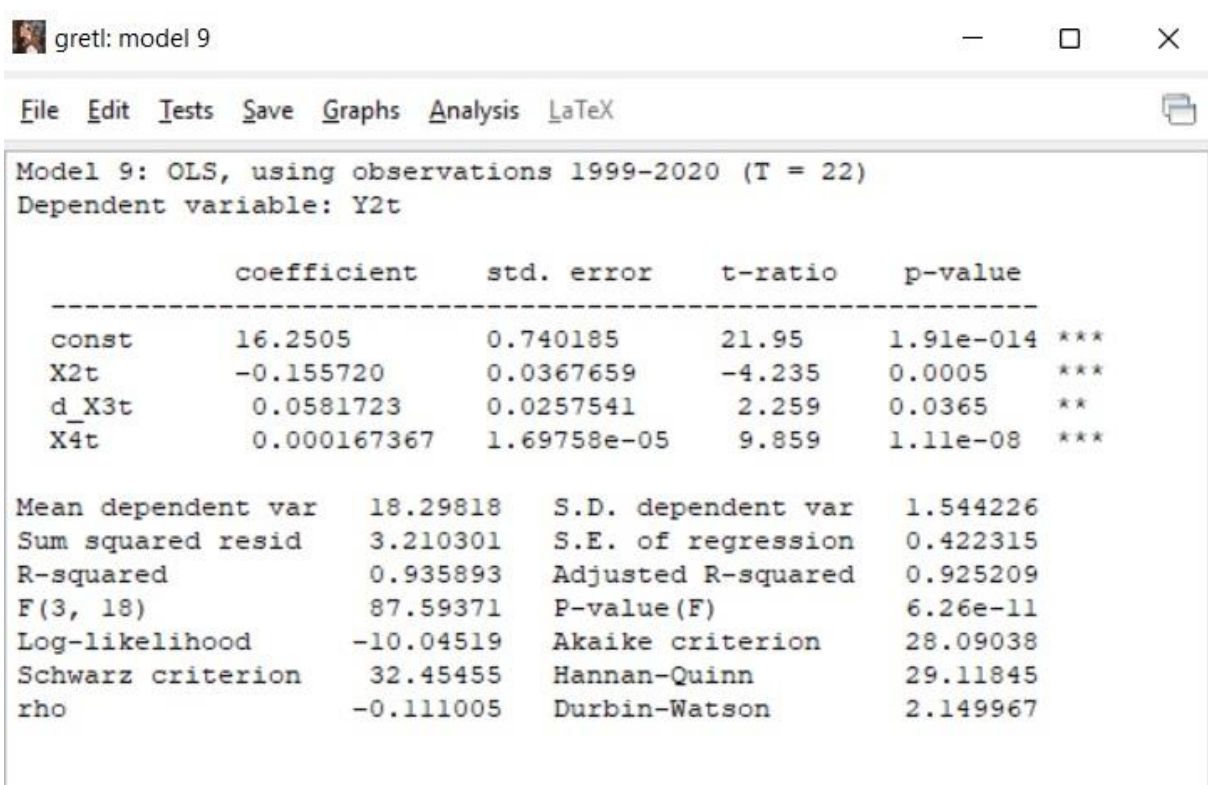 gretl: model 9
File Edit Tests Save Graphs Analysis LaTeX
Model 9: OLS, using observations 1999-2020 (T = 22)
Dependent variable: Y2t
coefficient std. error t-ratio p-value
------------------------------------------------------------
const 16.2505 0.740185 21.95 1.91e-014 ***
X2t -0.155720 0.0367659 -4.235 0.0005 ***
d_X3t 0.0581723 0.0257541 2.259 0.0365 **
X4t 0.000167367 1.69758e-05 9.859 1.11e-08 ***
Mean dependent var 18.29818 S.D. dependent var 1.544226
Sum squared resid 3.210301 S.E. of regression 0.422315
R-squared 0.935893 Adjusted R-squared 0.925209
F(3, 18) 87.59371 P-value(F) 6.26e-11
Log-likelihood -10.04519 Akaike criterion 28.09038
Schwarz criterion 32.45455 Hannan-Quinn 29.11845
rho -0.111005 Durbin-Watson 2.149967